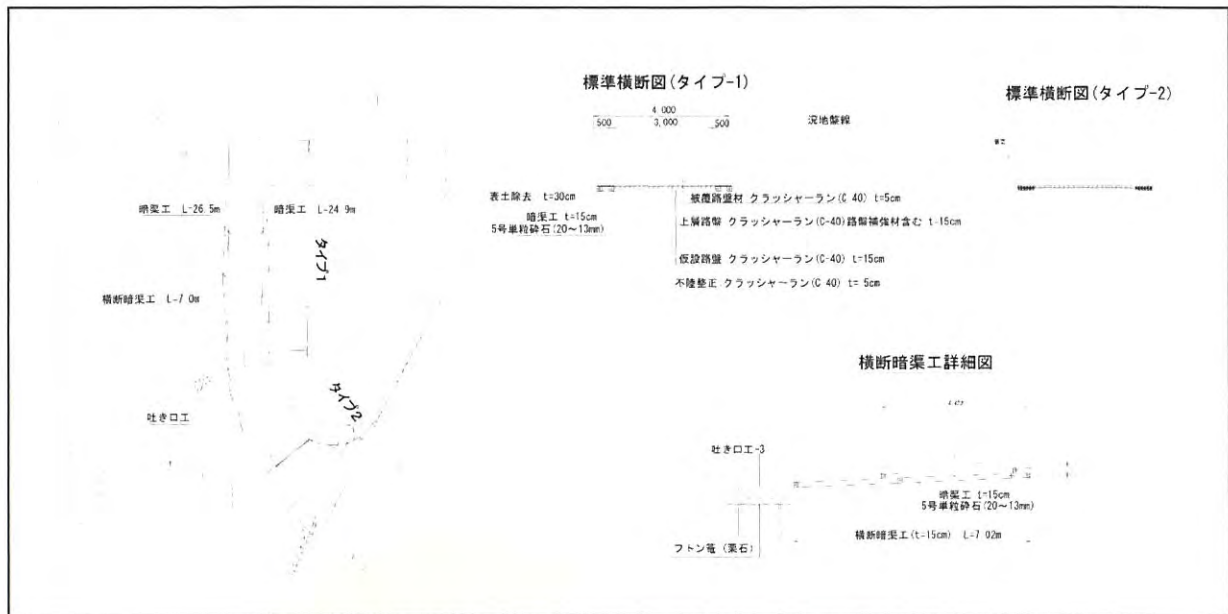 標準横断図(タイプ-1)
4 000
500 3,000 500
況地盤線
標準横断図(タイプ-2)
表土除去 t=30cm
暗渠工 t=15cm
5号単粒砕石(20～13mm)
被覆路盤材 クラッシャーラン(C 40) t=5cm
上層路盤 クラッシャーラン(C-40)路盤補強材含む t=15cm
仮設路盤 クラッシャーラン(C-40) t=15cm
不陸整正 クラッシャーラン(C 40) t= 5cm
暗渠工 L-26 5m
暗渠工 L-24 9m
タイプ1
横断暗渠工 L-7 0m
タイプ2
吐き口工
横断暗渠工詳細図
吐き口工-3
暗渠工 t=15cm
5号単粒砕石(20～13mm)
横断暗渠工(t=15cm) L=7 02m
フトン篭 (栗石)